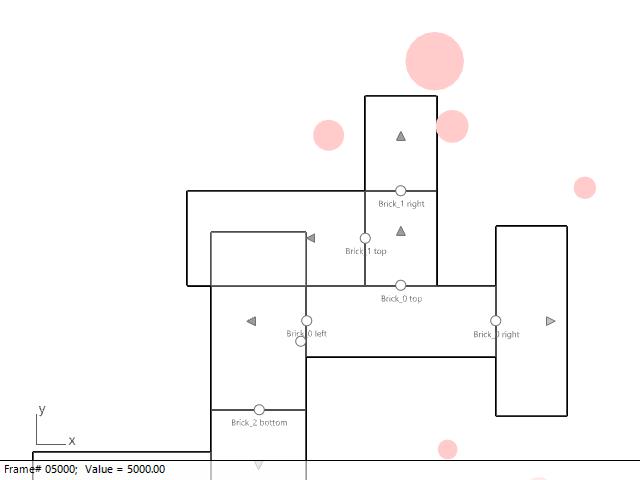 Brick_1 right
Brick_1 top
Brick_0 top
Brick_0 left
Brick_0 right
y
Brick_2 bottom
x
Frame# 05000; Value = 5000.00